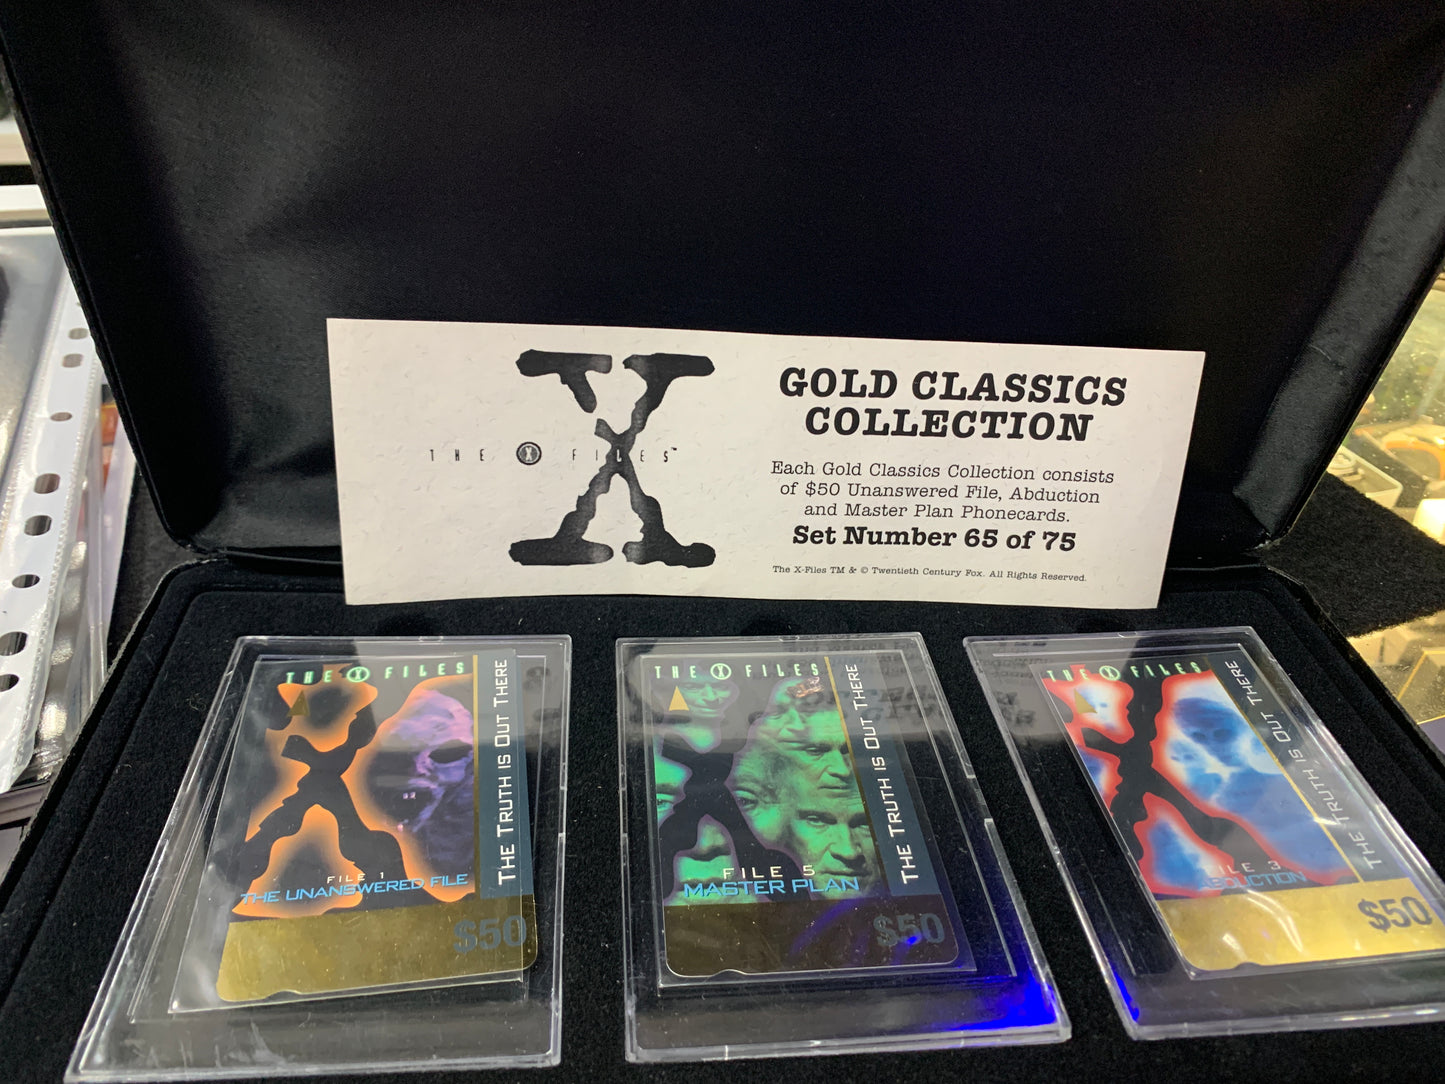 THE X FILES™
GOLD CLASSICS
COLLECTION
Each Gold Classics Collection consists
of $50 Unanswered File, Abduction
and Master Plan Phonecards.
Set Number 65 of 75
The X-Files TM & © Twentieth Century Fox. All Rights Reserved.
THE X FILES
THE TRUTH IS OUT THERE
FILE 1
THE UNANSWERED FILE
$50
THE X FILES
THE TRUTH IS OUT THERE
FILE 5
MASTER PLAN
$50
THE X FILES
THE TRUTH IS OUT THERE
FILE 3
ABDUCTION
$50